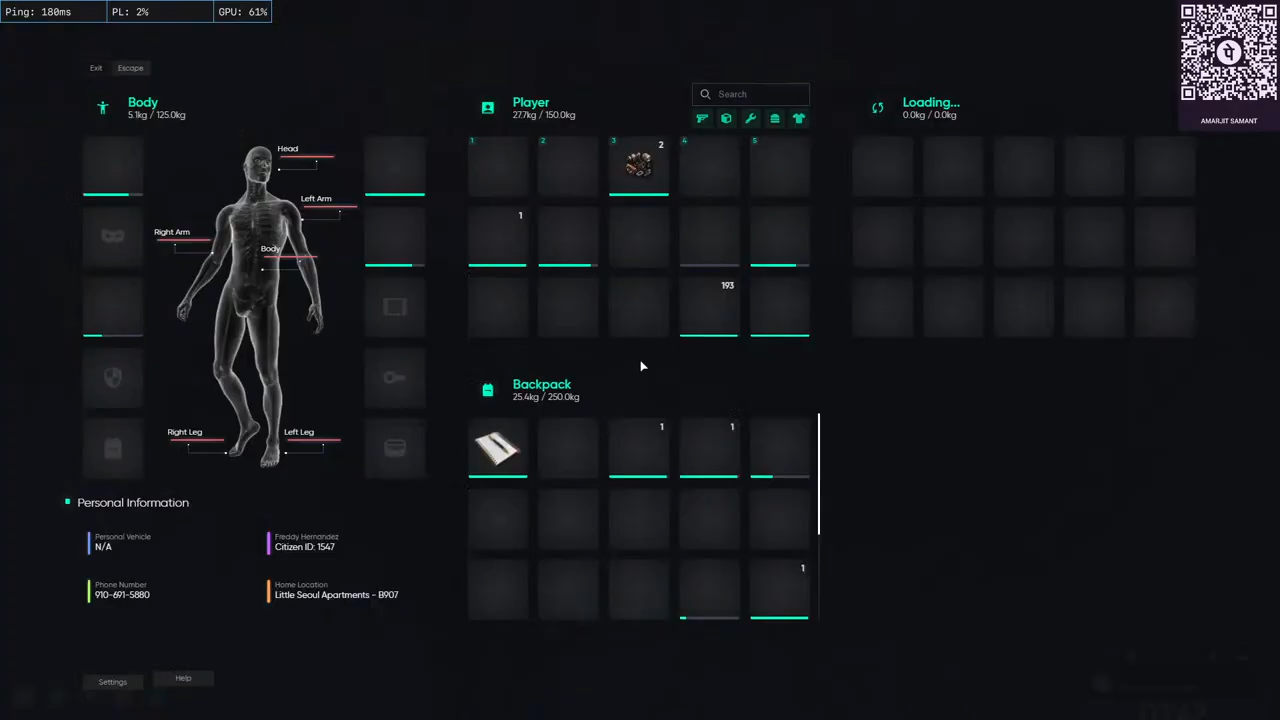 Ping: 180ms PL: 2% GPU: 61%
Exit Escape
Body
5.1kg / 125.0kg
Head
Left Arm
Right Arm
Body
Right Leg
Left Leg
Personal Information
Personal Vehicle
N/A
Freddy Hernandez
Citizen ID: 1547
Phone Number
910-691-5880
Home Location
Little Seoul Apartments - B907
Settings
Help
Player
27.7kg / 150.0kg
Search
1 2 3 2 4 5
1
193
Backpack
25.4kg / 250.0kg
1 1
1
Loading...
0.0kg / 0.0kg
AMARJIT SAMANT